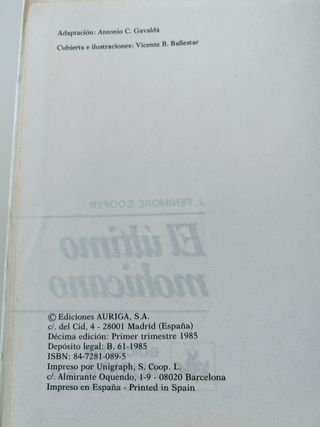 Adaptación: Antonio C. Gavaldá
Cubierta e ilustraciones: Vicente B. Ballestar
J. FENIMORE COOPER
El último
mohicano
© Ediciones AURIGA, S.A.
c/. del Cid, 4 - 28001 Madrid (España)
Décima edición: Primer trimestre 1985
Depósito legal: B. 61-1985
ISBN: 84-7281-089-5
Impreso por Unigraph, S. Coop. L.
c/. Almirante Oquendo, 1-9 - 08020 Barcelona
Impreso en España - Printed in Spain